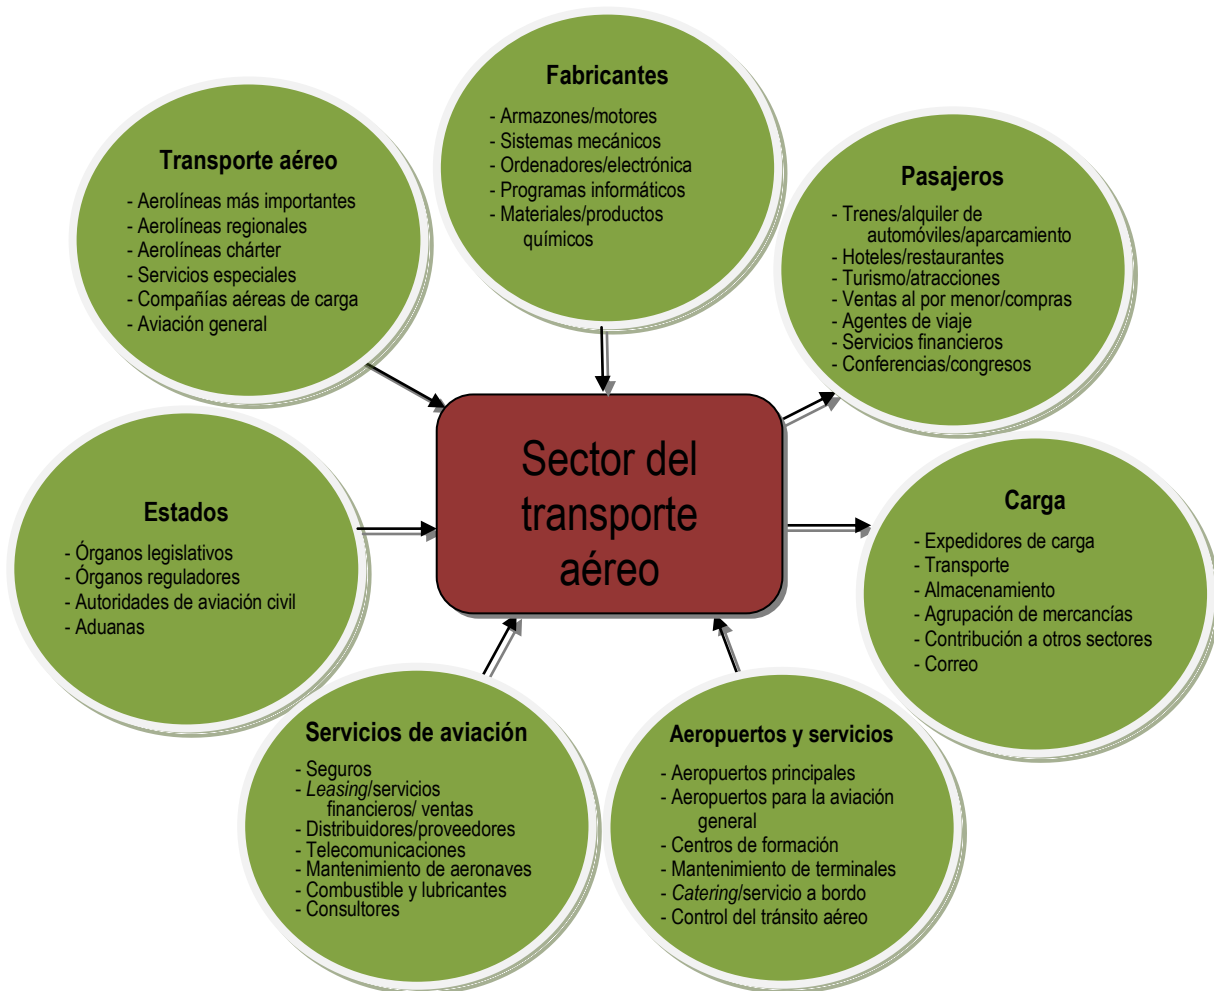 Fabricantes
- Armazones/motores
- Sistemas mecánicos
- Ordenadores/electrónica
- Programas informáticos
- Materiales/productos
químicos
Transporte aéreo
- Aerolíneas más importantes
- Aerolíneas regionales
- Aerolíneas chárter
- Servicios especiales
- Compañías aéreas de carga
- Aviación general
Pasajeros
- Trenes/alquiler de
automóviles/aparcamiento
- Hoteles/restaurantes
- Turismo/atracciones
- Ventas al por menor/compras
- Agentes de viaje
- Servicios financieros
- Conferencias/congresos
Sector del
transporte
aéreo
Estados
- Órganos legislativos
- Órganos reguladores
- Autoridades de aviación civil
- Aduanas
Carga
- Expedidores de carga
- Transporte
- Almacenamiento
- Agrupación de mercancías
- Contribución a otros sectores
- Correo
Servicios de aviación
- Seguros
- Leasing/servicios
financieros/ ventas
- Distribuidores/proveedores
- Telecomunicaciones
- Mantenimiento de aeronaves
- Combustible y lubricantes
- Consultores
Aeropuertos y servicios
- Aeropuertos principales
- Aeropuertos para la aviación
general
- Centros de formación
- Mantenimiento de terminales
- Catering/servicio a bordo
- Control del tránsito aéreo